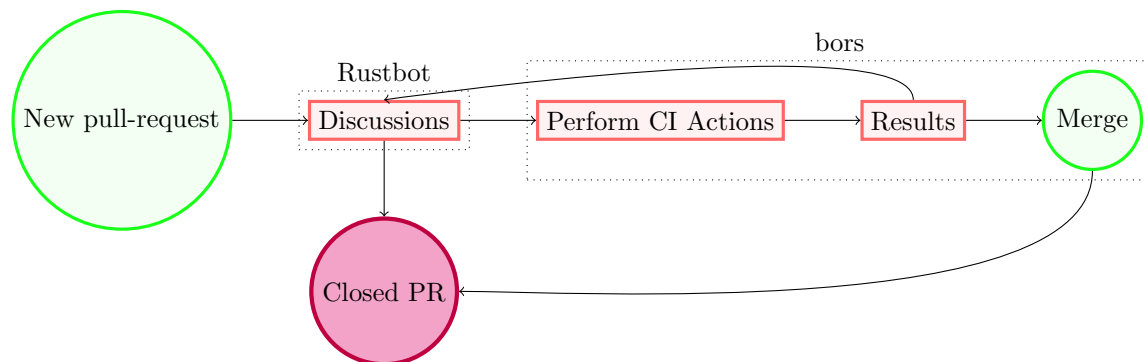 bors
Rustbot
New pull-request
Discussions
Perform CI Actions
Results
Merge
Closed PR